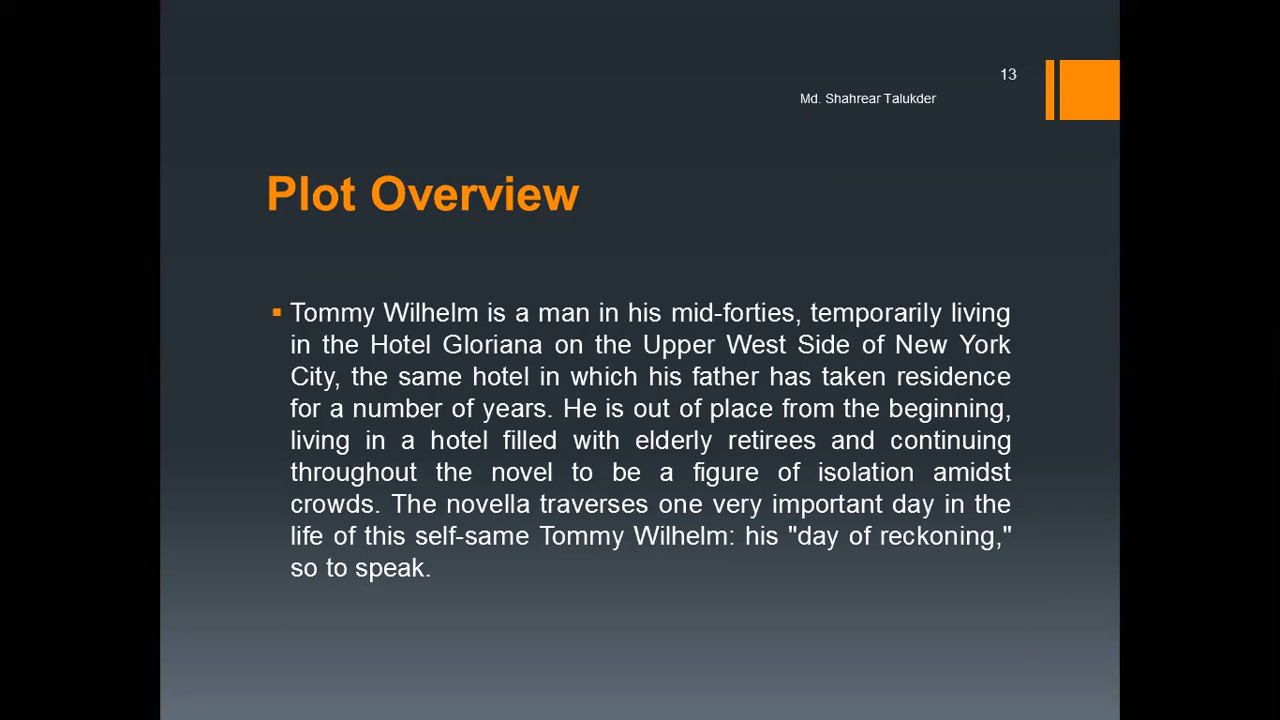 13
Md. Shahrear Talukder
Plot Overview
Tommy Wilhelm is a man in his mid-forties, temporarily living
in the Hotel Gloriana on the Upper West Side of New York
City, the same hotel in which his father has taken residence
for a number of years. He is out of place from the beginning,
living in a hotel filled with elderly retirees and continuing
throughout the novel to be a figure of isolation amidst
crowds. The novella traverses one very important day in the
life of this self-same Tommy Wilhelm: his "day of reckoning,"
so to speak.